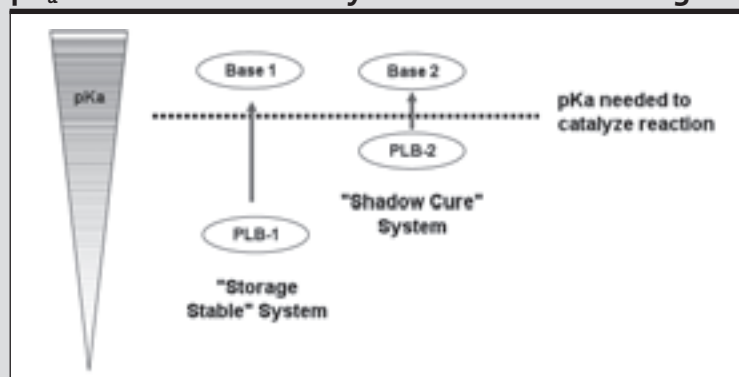 pKa
Base 1
Base 2
pKa needed to
catalyze reaction
PLB-2
"Shadow Cure"
System
PLB-1
"Storage
Stable" System